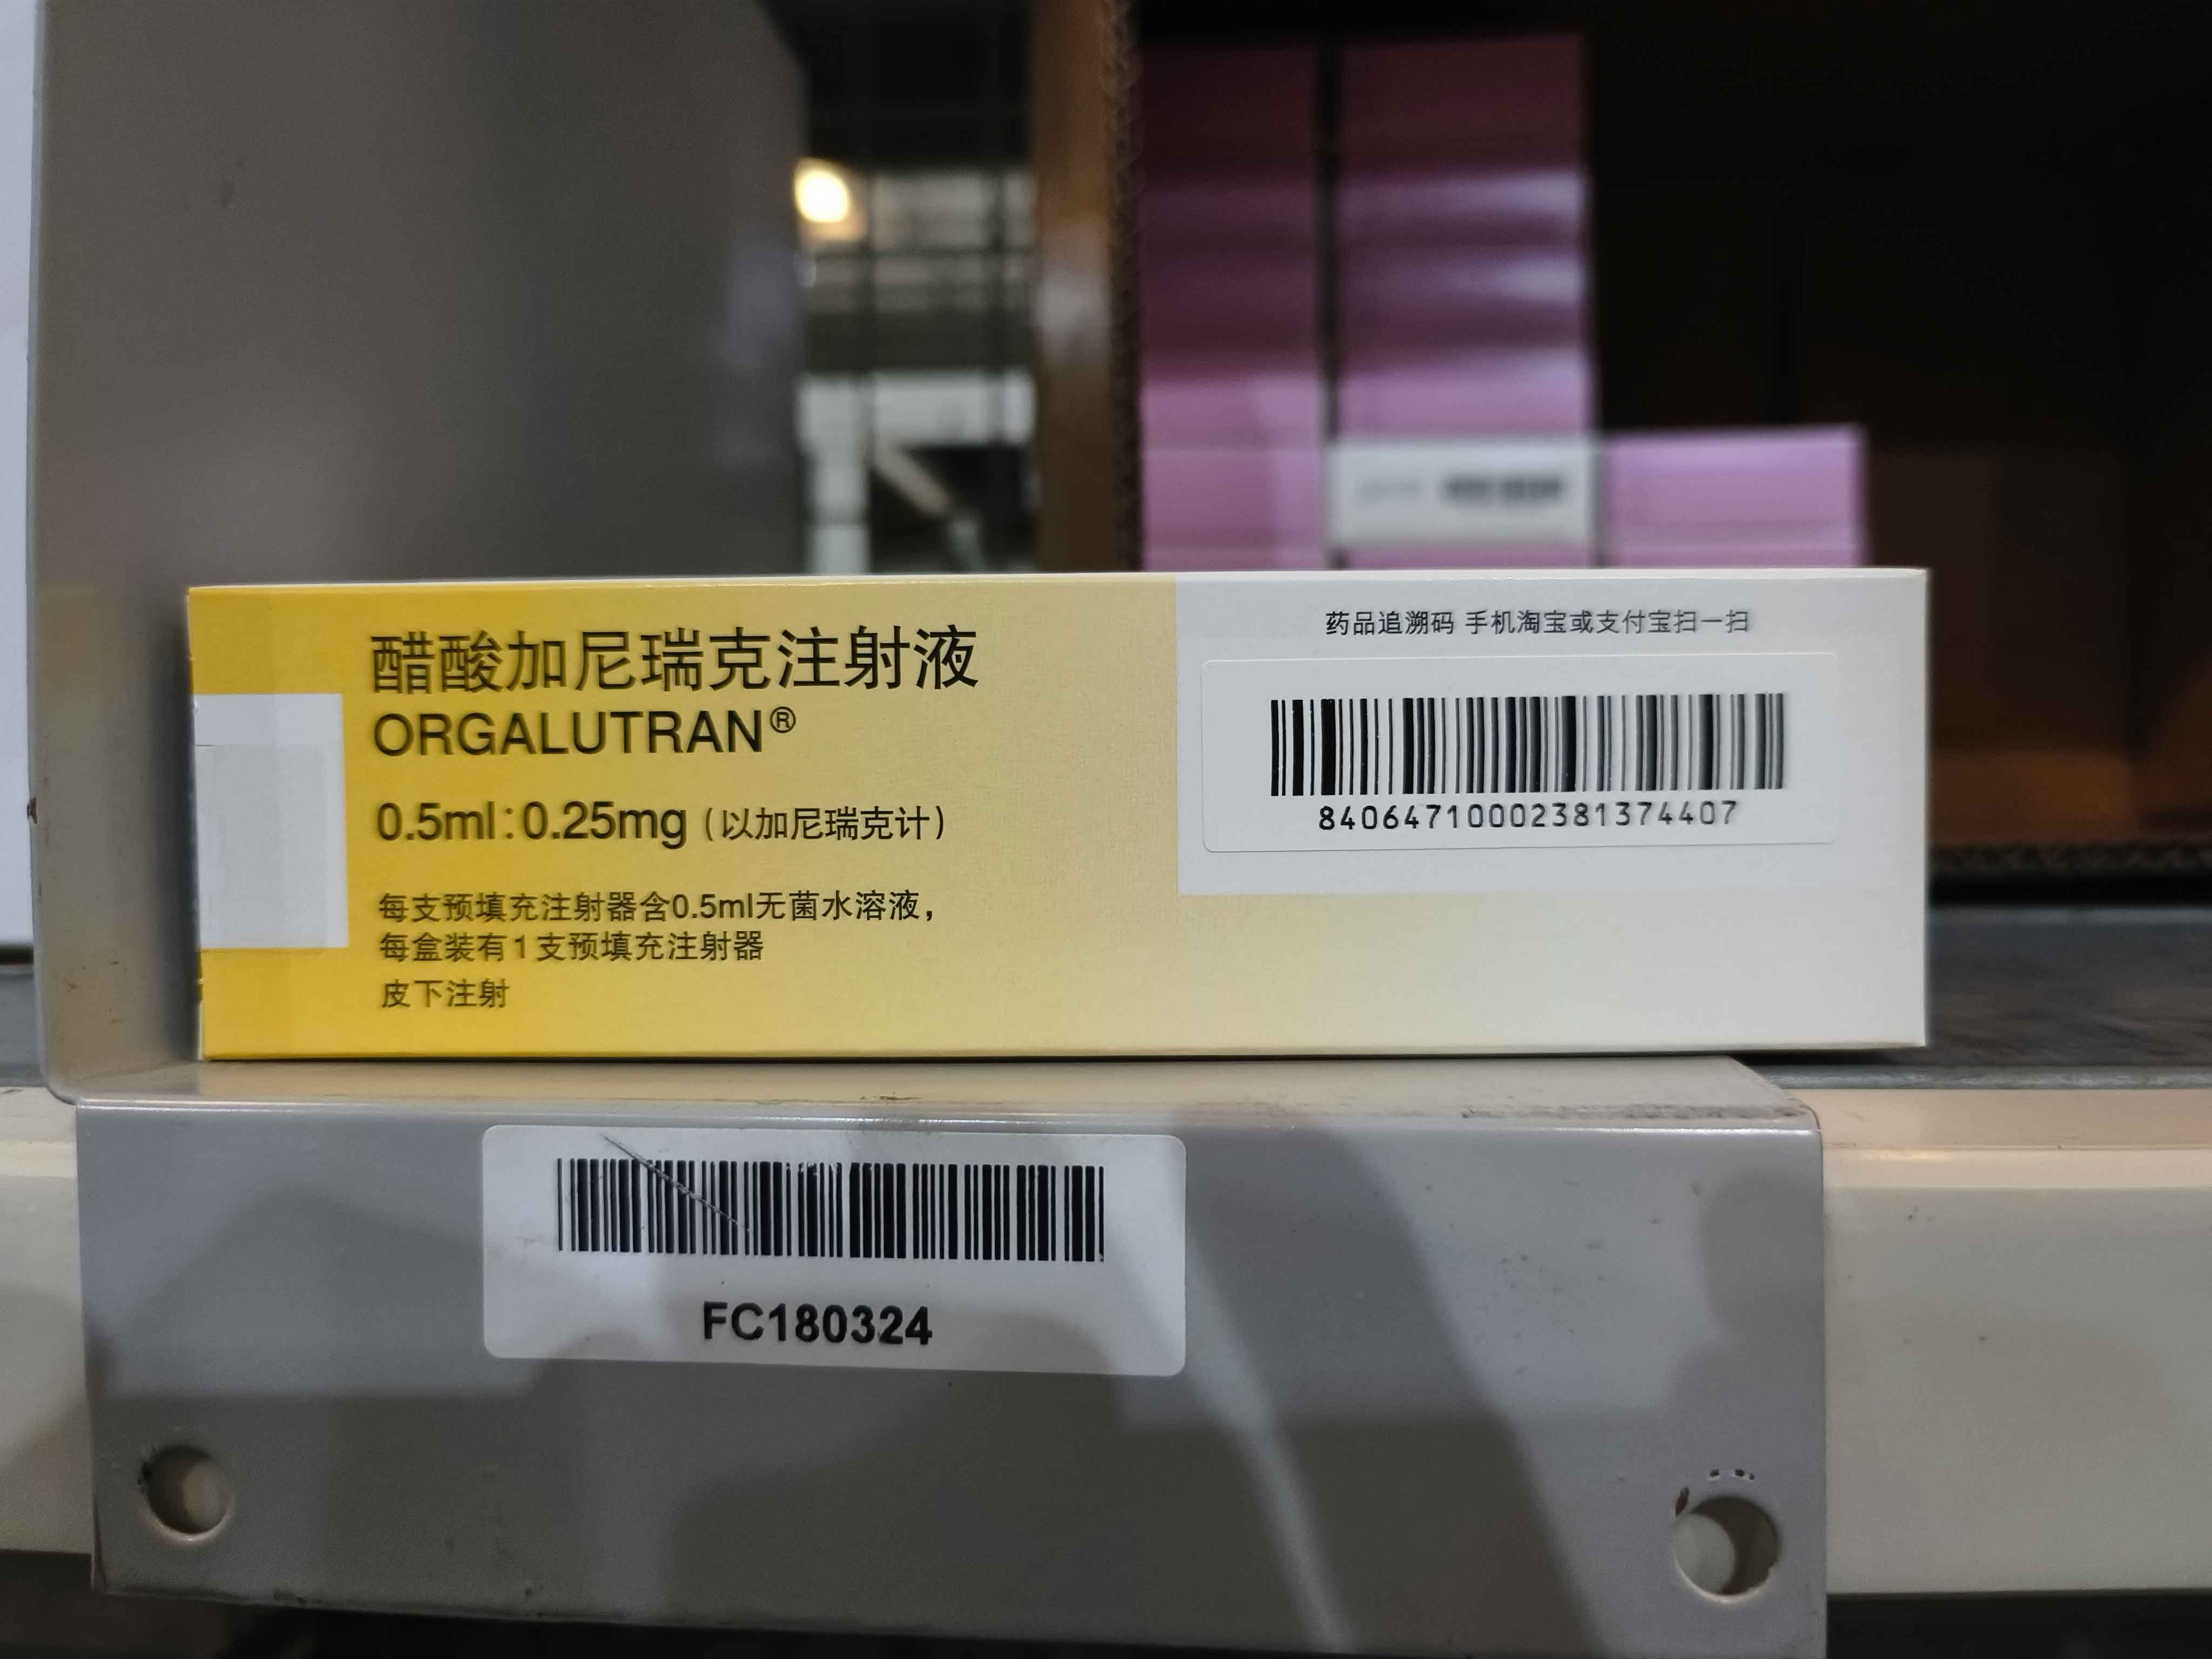 醋酸加尼瑞克注射液
ORGALUTRAN®
0.5ml:0.25mg（以加尼瑞克计）
每支预填充注射器含0.5ml无菌水溶液，
每盒装有1支预填充注射器
皮下注射
药品追溯码 手机淘宝或支付宝扫一扫
84064710002381374407
FC180324